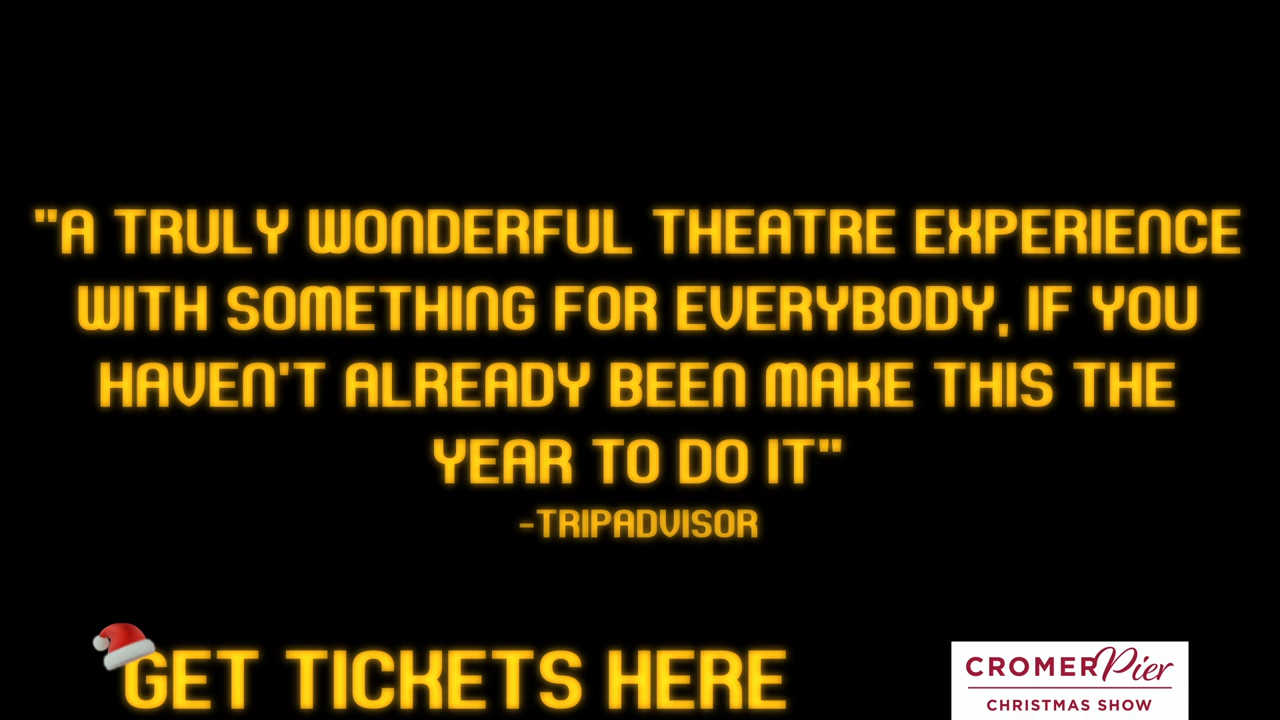 "A TRULY WONDERFUL THEATRE EXPERIENCE
WITH SOMETHING FOR EVERYBODY, IF YOU
HAVEN'T ALREADY BEEN MAKE THIS THE
YEAR TO DO IT"
-TRIPADVISOR
GET TICKETS HERE
CROMER Pier
CHRISTMAS SHOW